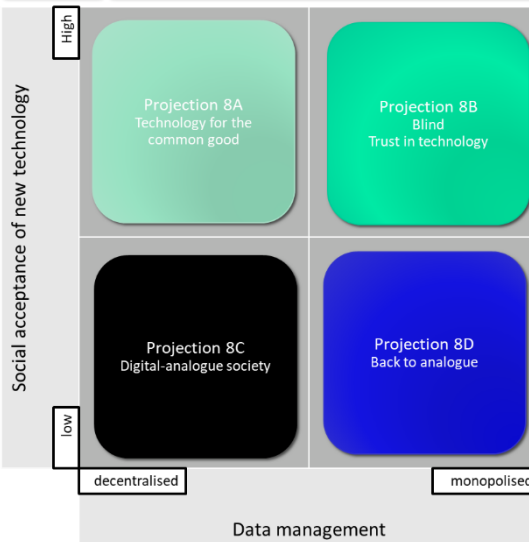 High
Social acceptance of new technology
Projection 8A
Technology for the
common good
Projection 8B
Blind
Trust in technology
Projection 8C
Digital-analogue society
Projection 8D
Back to analogue
low
decentralised
monopolised
Data management